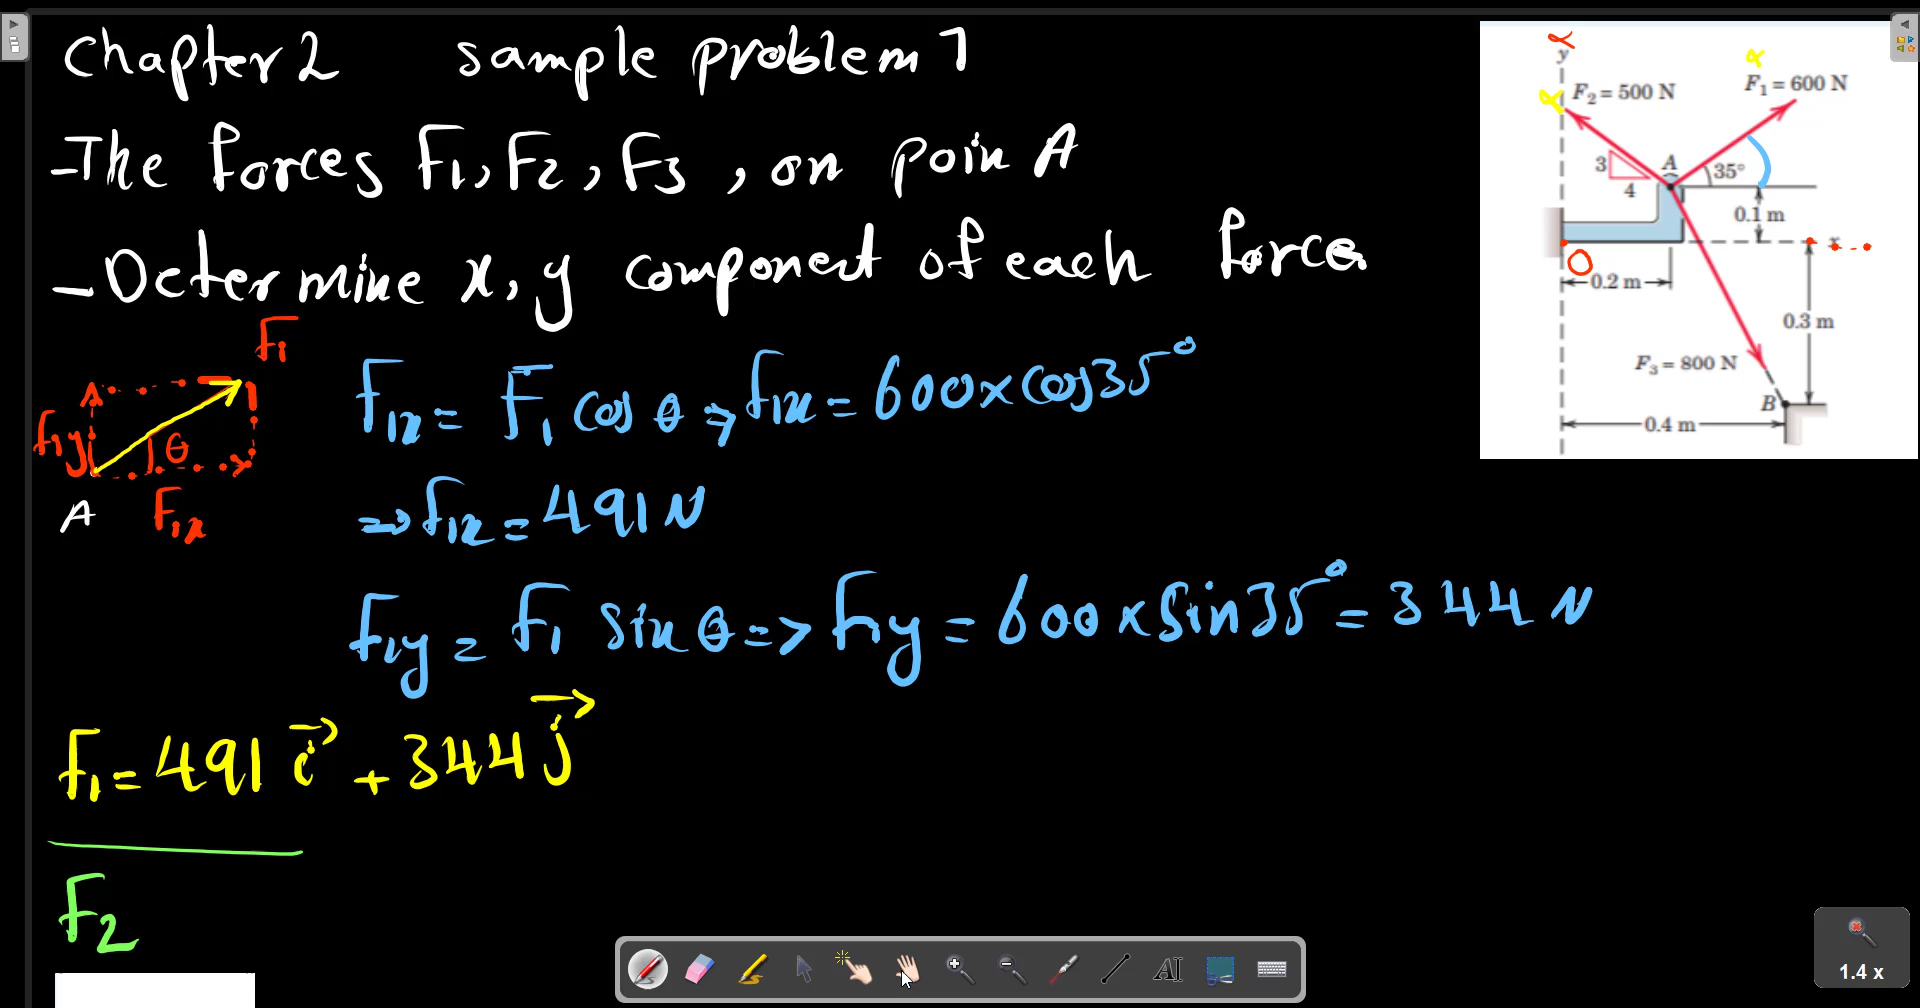 Chapter 2 sample problem 1
- The forces F1, F2, F3, on poin A
- Determine x, y component of each force
F1
F1y
θ
A
F1x
F1x = F1 cos θ => F1x = 600 × cos 35°
=> F1x = 491 N
F1y = F1 sin θ => F1y = 600 × sin 35° = 344 N
F1 = 491 i + 344 j
F2
y
F2 = 500 N
F1 = 600 N
3
4
A
35°
0.1 m
x
O
0.2 m
0.3 m
F3 = 800 N
B
0.4 m
AI
1.4 x